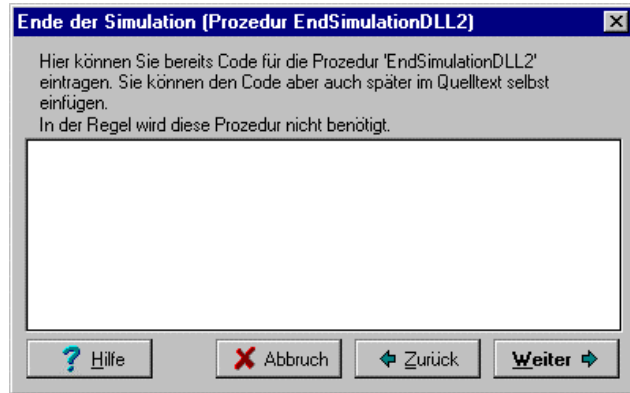 Ende der Simulation (Prozedur EndSimulationDLL2)
Hier können Sie bereits Code für die Prozedur 'EndSimulationDLL2'
eintragen. Sie können den Code aber auch später im Quelltext selbst
einfügen.
In der Regel wird diese Prozedur nicht benötigt.
Hilfe Abbruch Zurück Weiter